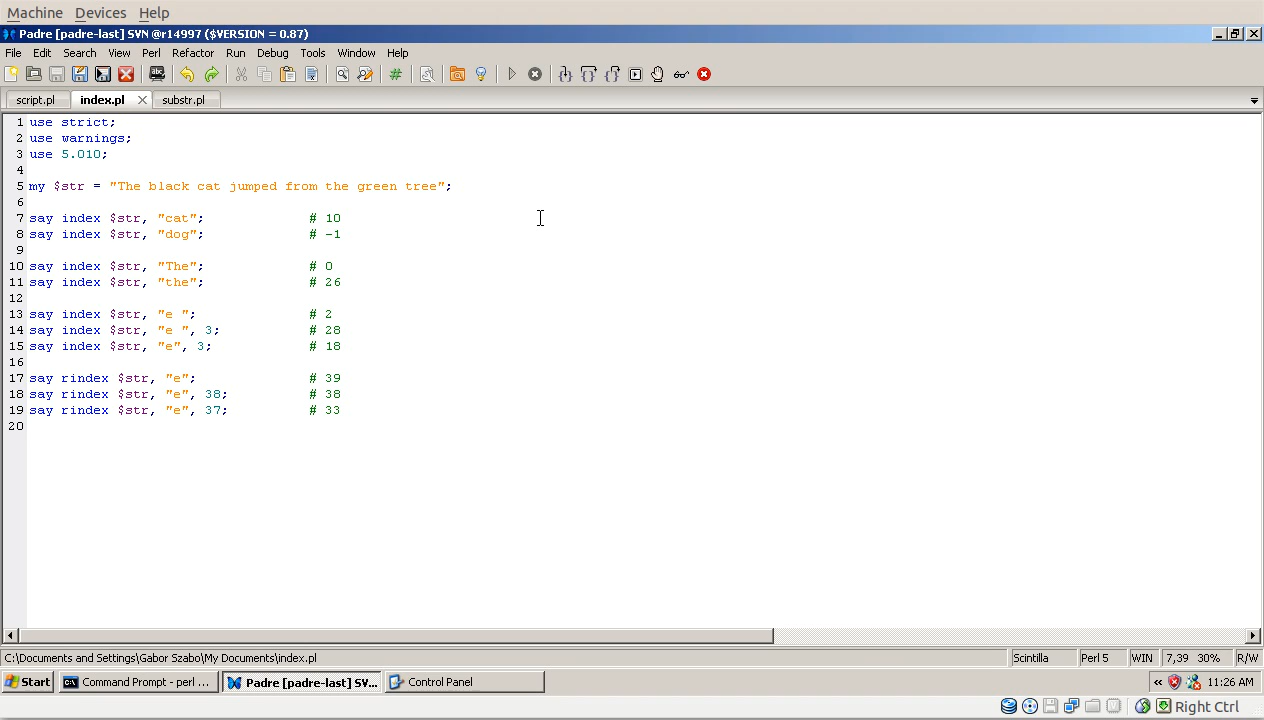 Machine Devices Help
Padre [padre-last] SVN @r14997 ($VERSION = 0.87)
File Edit Search View Perl Refactor Run Debug Tools Window Help
script.pl index.pl substr.pl
1 use strict;
2 use warnings;
3 use 5.010;
4
5 my $str = "The black cat jumped from the green tree";
6
7 say index $str, "cat"; # 10
8 say index $str, "dog"; # -1
9
10 say index $str, "The"; # 0
11 say index $str, "the"; # 26
12
13 say index $str, "e "; # 2
14 say index $str, "e ", 3; # 28
15 say index $str, "e", 3; # 18
16
17 say rindex $str, "e"; # 39
18 say rindex $str, "e", 38; # 38
19 say rindex $str, "e", 37; # 33
20
C:\Documents and Settings\Gabor Szabo\My Documents\index.pl Scintilla Perl 5 WIN 7,39 30% R/W
Start Command Prompt - perl ... Padre [padre-last] SV... Control Panel « 11:26 AM
Right Ctrl